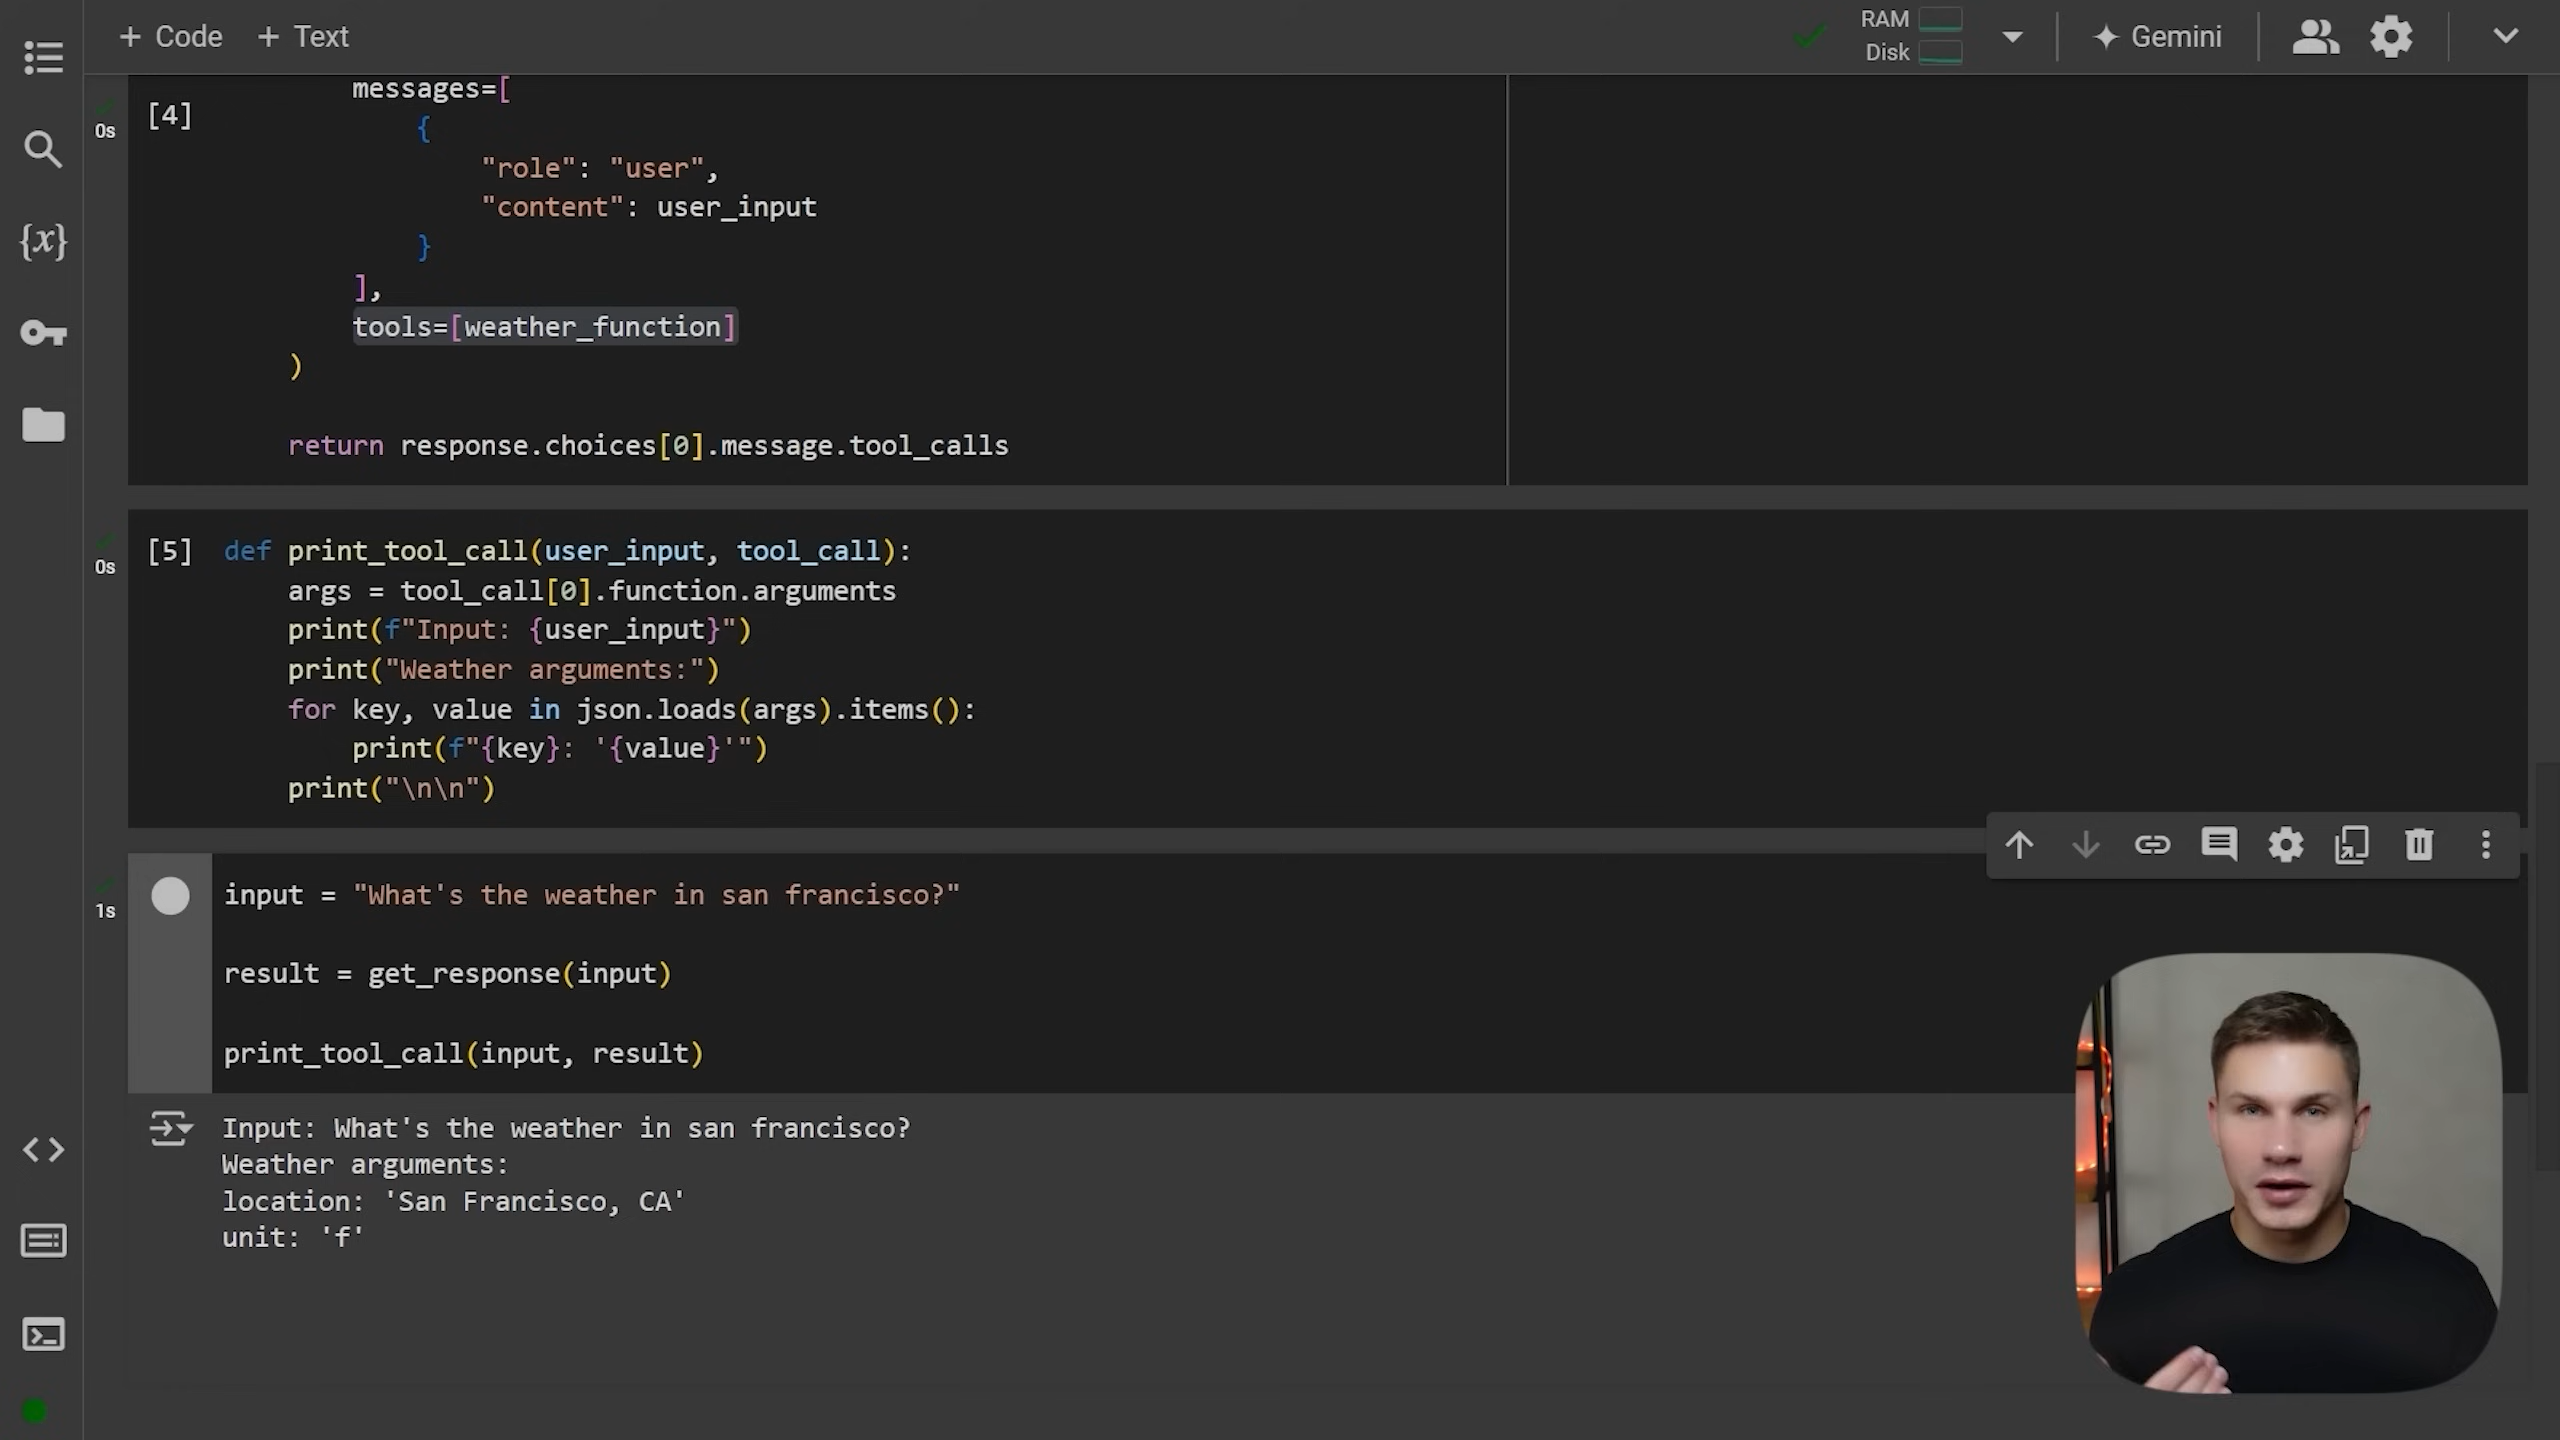 + Code + Text
RAM
Disk
Gemini
{x}
0s
[4]
messages=[
{
"role": "user",
"content": user_input
}
],
tools=[weather_function]
)
return response.choices[0].message.tool_calls
0s
[5] def print_tool_call(user_input, tool_call):
args = tool_call[0].function.arguments
print(f"Input: {user_input}")
print("Weather arguments:")
for key, value in json.loads(args).items():
print(f"{key}: '{value}'")
print("\n\n")
1s
input = "What's the weather in san francisco?"
result = get_response(input)
print_tool_call(input, result)
Input: What's the weather in san francisco?
Weather arguments:
location: 'San Francisco, CA'
unit: 'f'